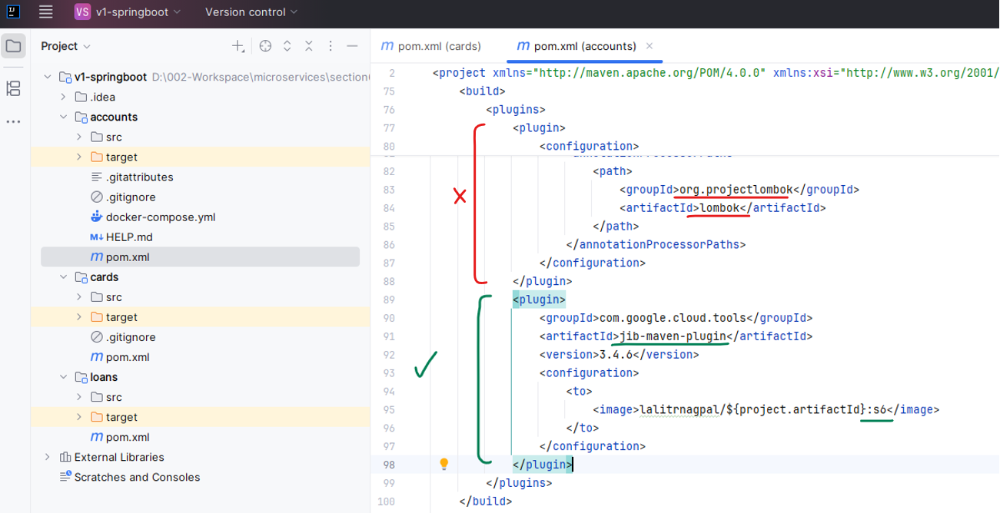 VS v1-springboot Version control
Project
pom.xml (cards) pom.xml (accounts)
v1-springboot D:\002-Workspace\microservices\section
.idea
accounts
src
target
.gitattributes
.gitignore
docker-compose.yml
HELP.md
pom.xml
cards
src
target
.gitignore
pom.xml
loans
src
target
pom.xml
External Libraries
Scratches and Consoles
2 <project xmlns="http://maven.apache.org/POM/4.0.0" xmlns:xsi="http://www.w3.org/2001/
75 <build>
76 <plugins>
77 <plugin>
80 <configuration>
82 <path>
83 <groupId>org.projectlombok</groupId>
84 <artifactId>lombok</artifactId>
85 </path>
86 </annotationProcessorPaths>
87 </configuration>
88 </plugin>
89 <plugin>
90 <groupId>com.google.cloud.tools</groupId>
91 <artifactId>jib-maven-plugin</artifactId>
92 <version>3.4.6</version>
93 <configuration>
94 <to>
95 <image>lalitrnagpal/${project.artifactId}:s6</image>
96 </to>
97 </configuration>
98 </plugin>
99 </plugins>
100 </build>